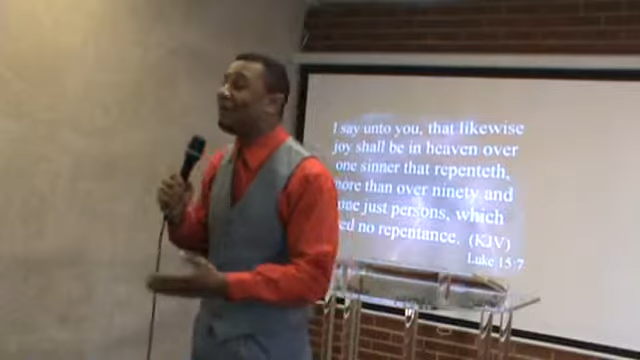 I say unto you, that likewise
joy shall be in heaven over
one sinner that repenteth,
more than over ninety and
just persons, which
no repentance. (KJV)
Luke 15:7